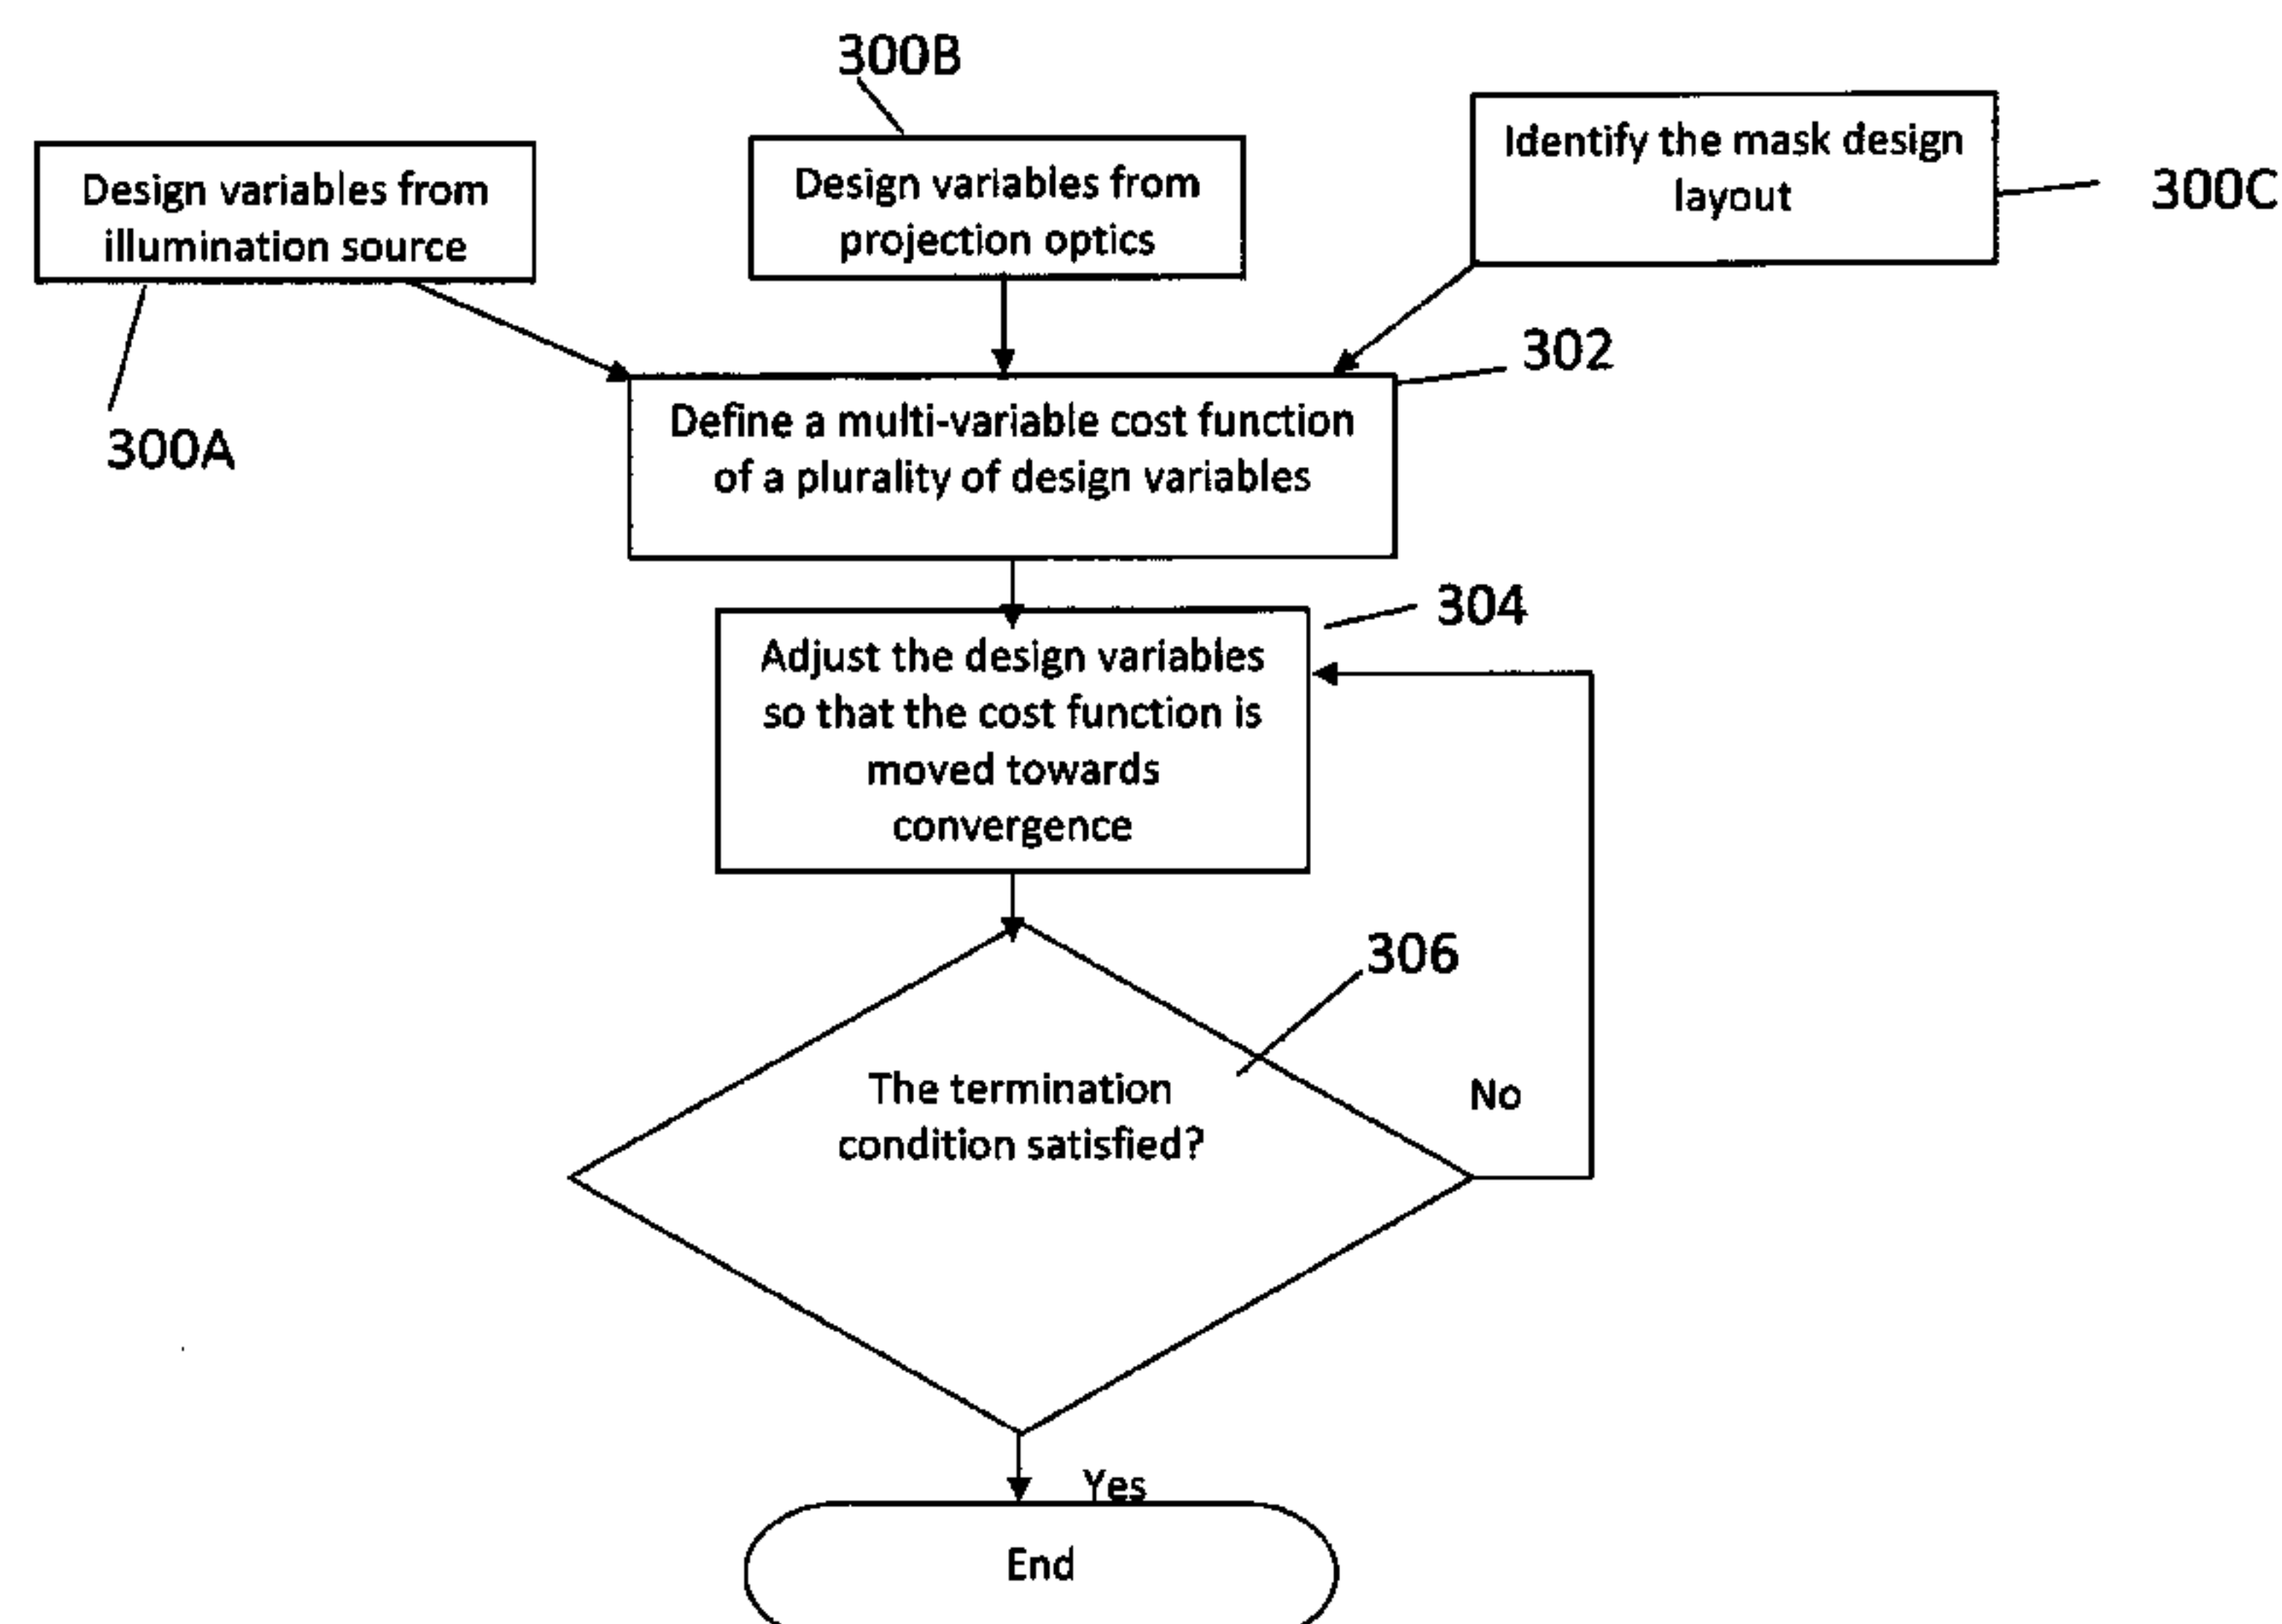 300B
Design variables from
illumination source
Design variables from
projection optics
Identify the mask design
layout
300C
300A
302
Define a multi-variable cost function
of a plurality of design variables
304
Adjust the design variables
so that the cost function is
moved towards
convergence
306
The termination
condition satisfied?
No
Yes
End